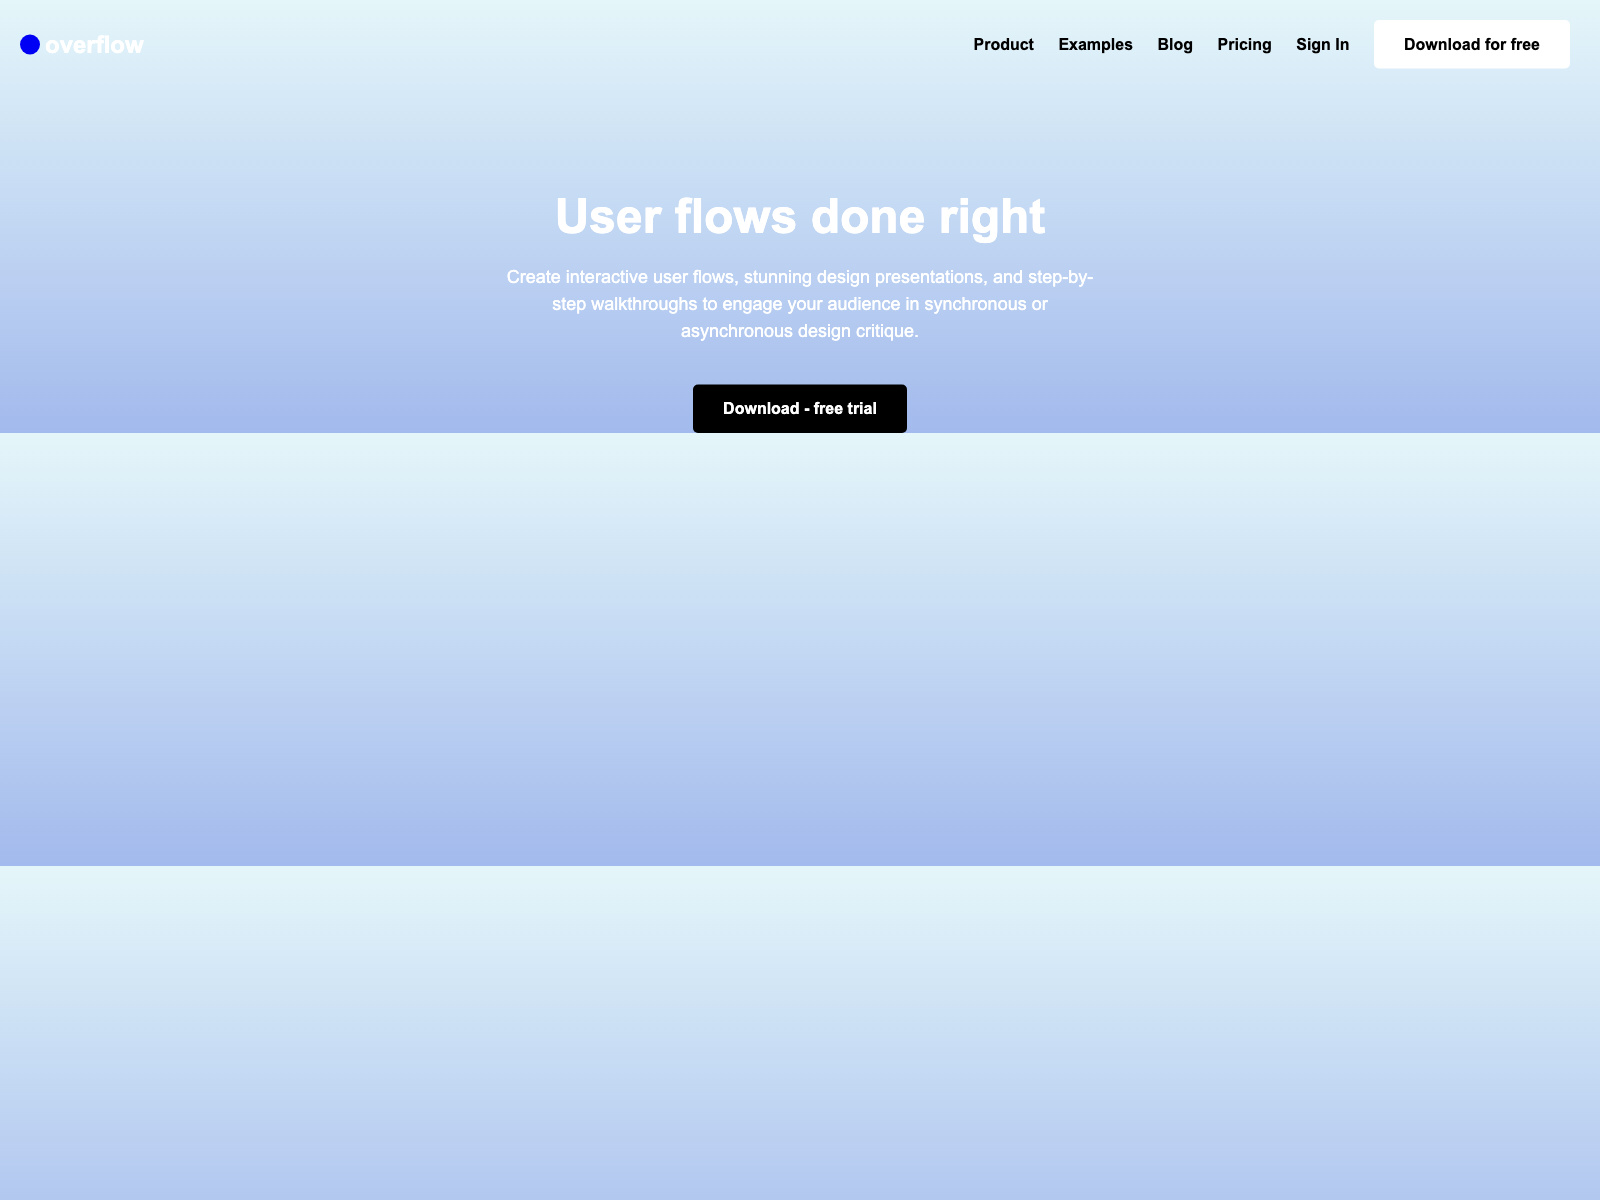 overflow
Product Examples Blog Pricing Sign In Download for free
User flows done right
Create interactive user flows, stunning design presentations, and step-by-
step walkthroughs to engage your audience in synchronous or
asynchronous design critique.
Download - free trial